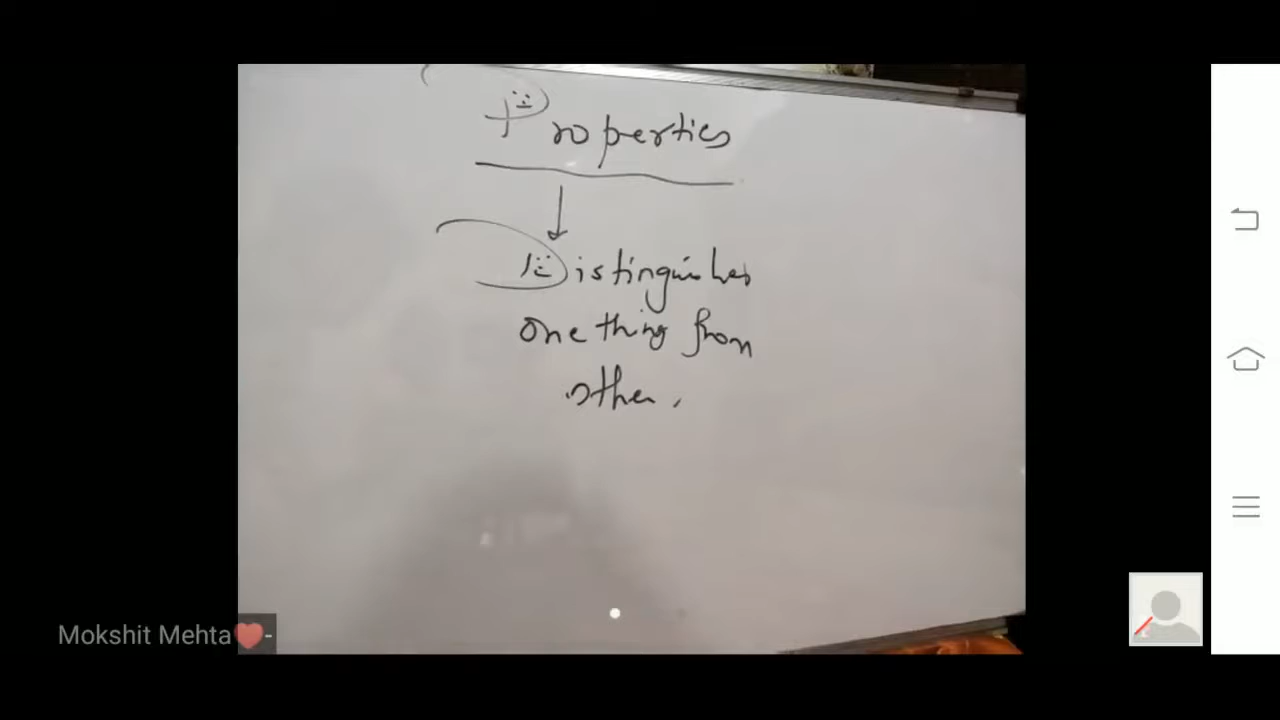 Properties
Distinguishes
one thing from
other.
Mokshit Mehta❤-